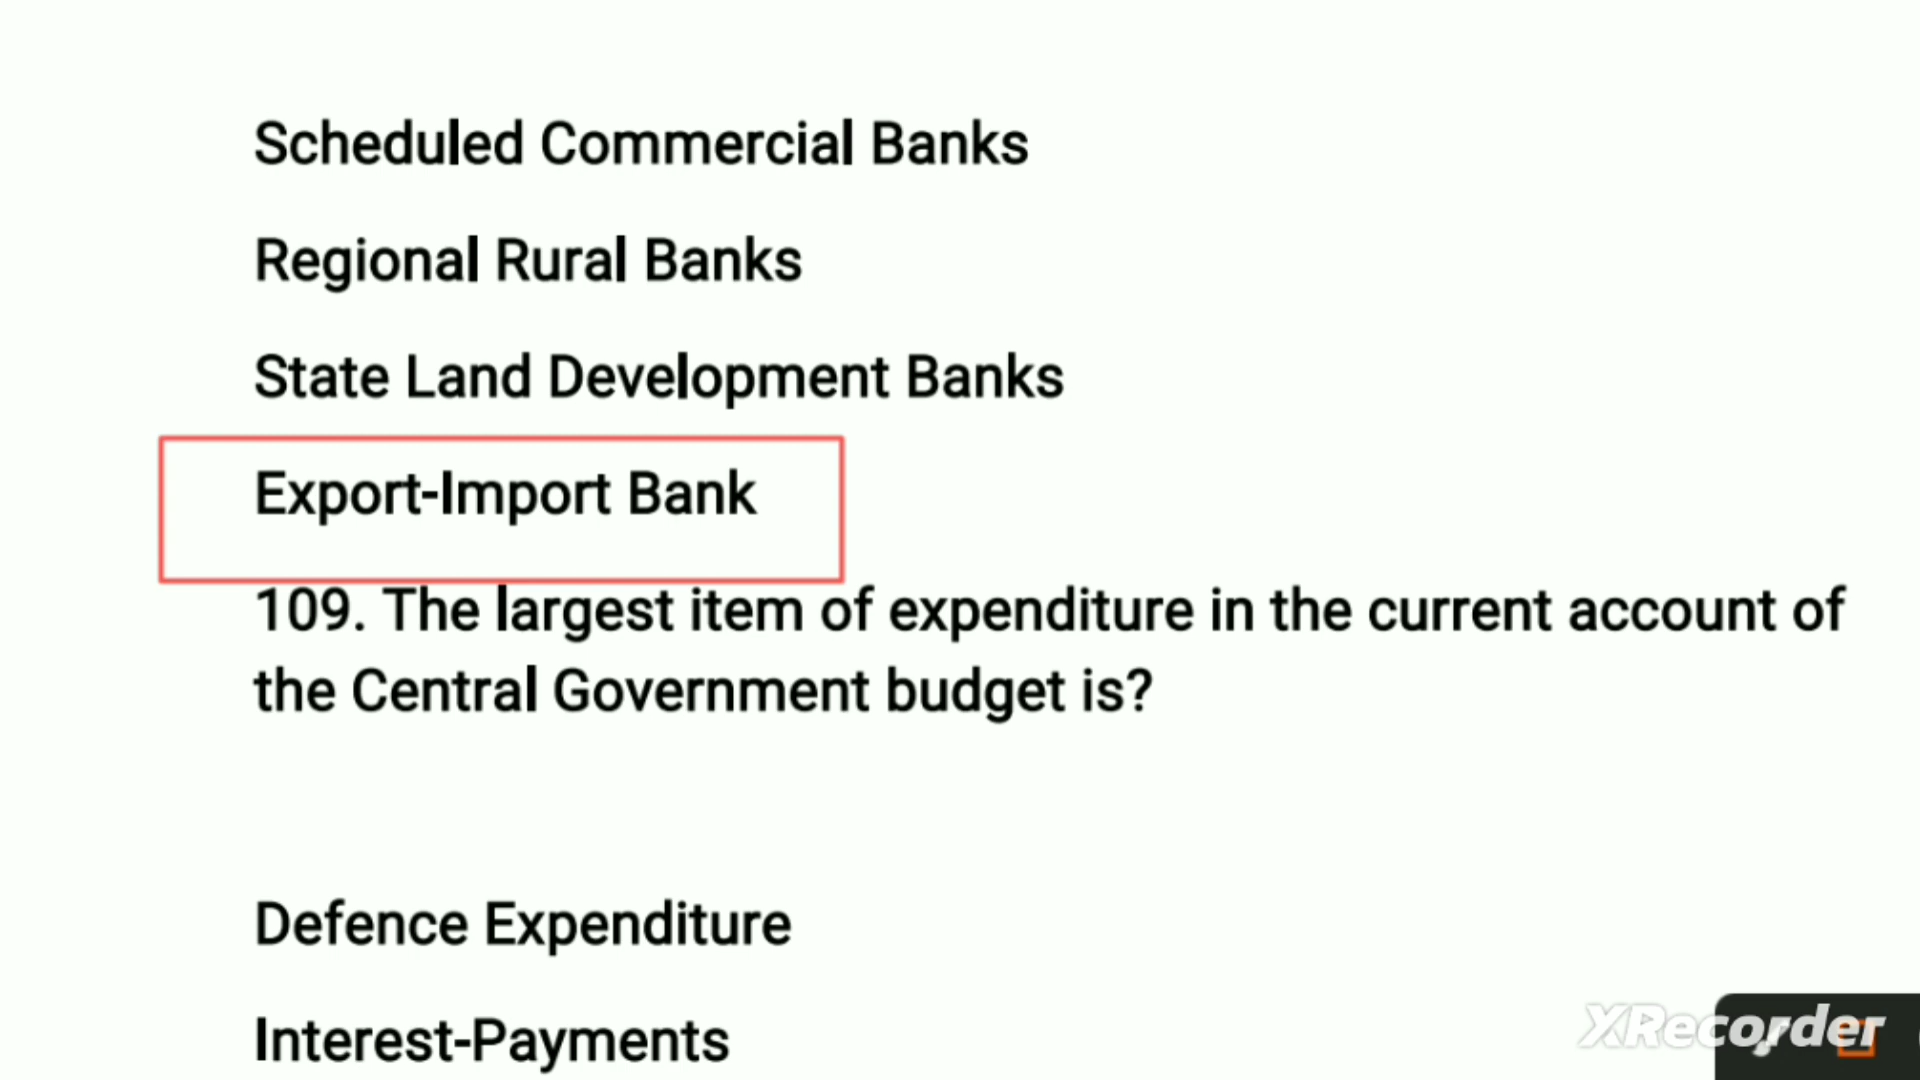 Scheduled Commercial Banks
Regional Rural Banks
State Land Development Banks
Export-Import Bank
109. The largest item of expenditure in the current account of
the Central Government budget is?
Defence Expenditure
Interest-Payments
XRecorder